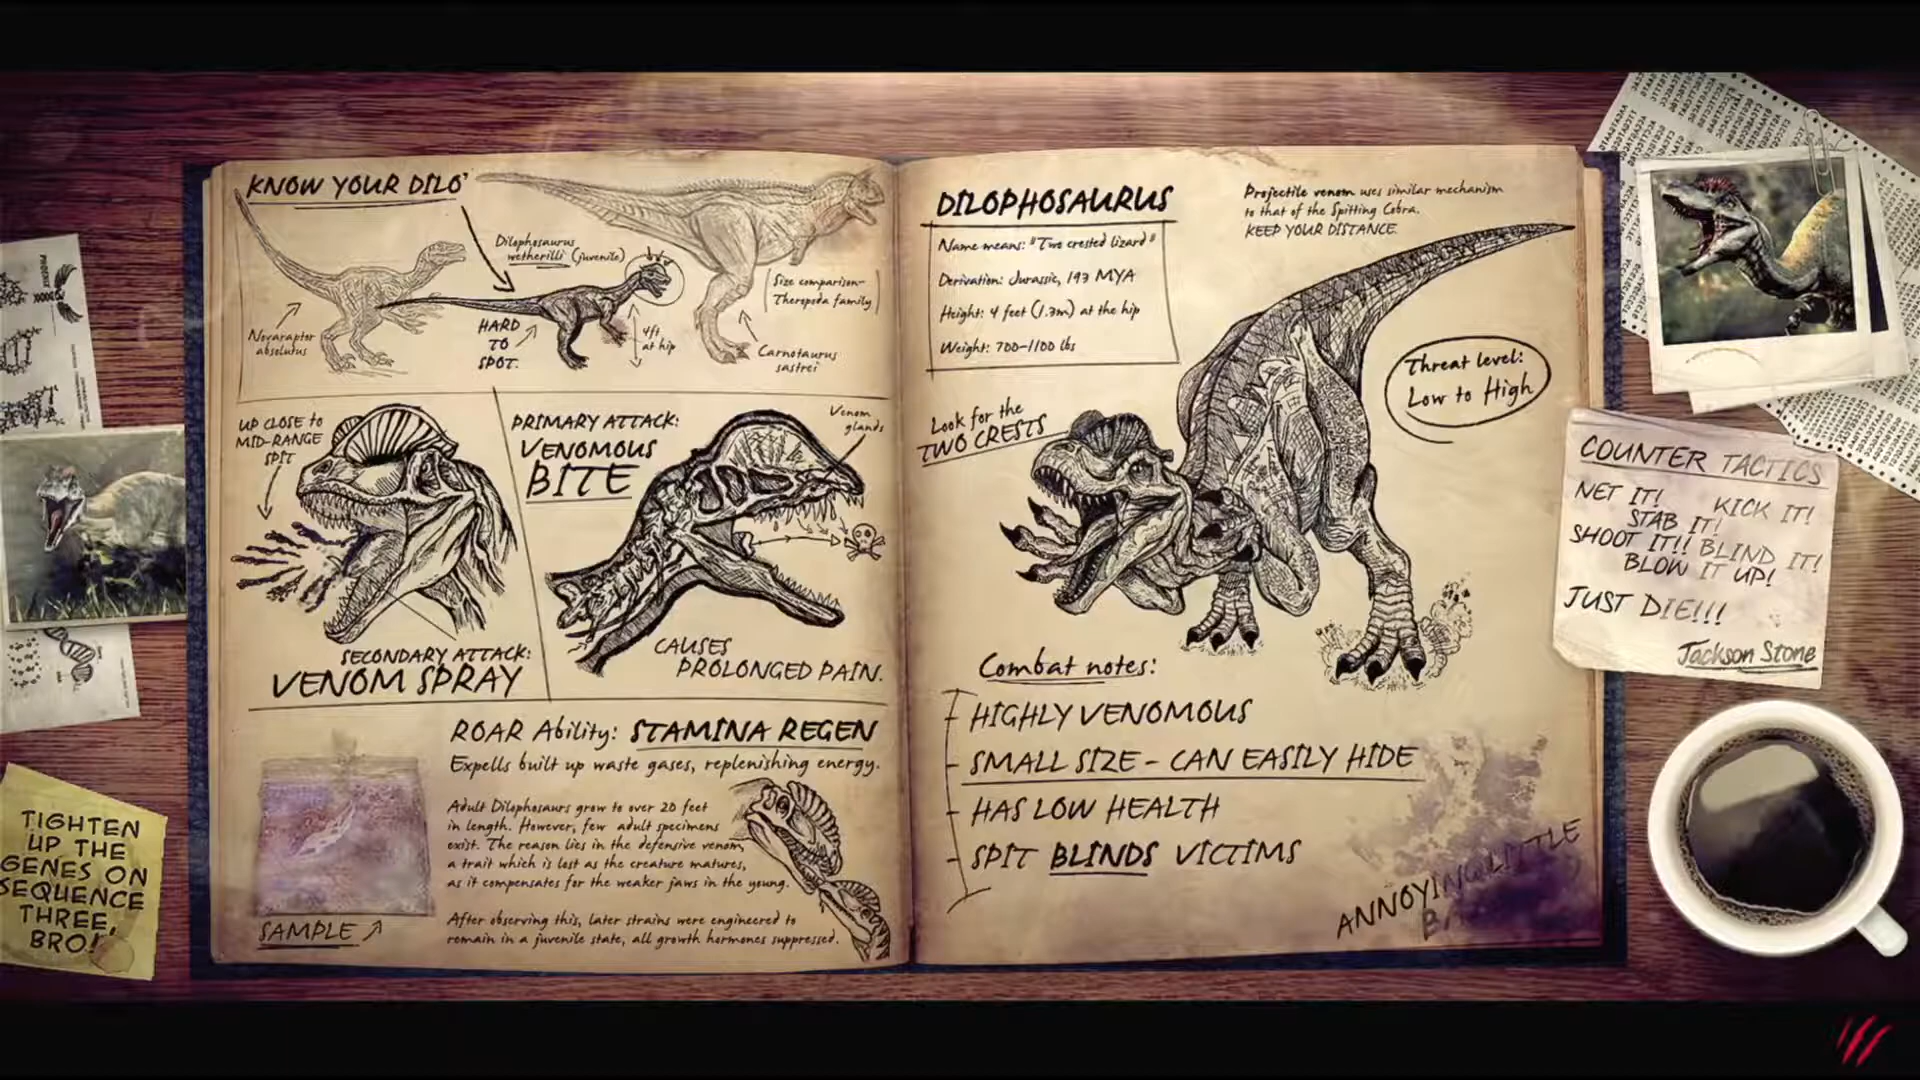 KNOW YOUR DILO'
Dilophosaurus
wetherilli (juvenile)
Novaraptor
absolutus
HARD
TO
SPOT.
4ft
at hip
Size comparison-
Theropoda family
Carnotaurus
sastrei
UP CLOSE TO
MID-RANGE
SPIT
SECONDARY ATTACK:
VENOM SPRAY
PRIMARY ATTACK:
VENOMOUS
BITE
Venom
glands
CAUSES
PROLONGED PAIN.
ROAR Ability: STAMINA REGEN
Expells built up waste gases, replenishing energy.
Adult Dilophosaurs grow to over 20 feet
in length. However, few adult specimens
exist. The reason lies in the defensive venom,
a trait which is lost as the creature matures,
as it compensates for the weaker jaws in the young.
After observing this, later strains were engineered to
remain in a juvenile state, all growth hormones suppressed.
SAMPLE
DILOPHOSAURUS
Name means: "Two crested lizard"
Derivation: Jurassic, 193 MYA
Height: 4 feet (1.3m) at the hip
Weight: 700-1100 lbs
Projectile venom uses similar mechanism
to that of the Spitting Cobra.
KEEP YOUR DISTANCE.
Threat level:
Low to High
Look for the
TWO CRESTS
Combat notes:
HIGHLY VENOMOUS
- SMALL SIZE - CAN EASILY HIDE
- HAS LOW HEALTH
- SPIT BLINDS VICTIMS
ANNOYING LITTLE
COUNTER TACTICS
NET IT! KICK IT!
STAB IT!
SHOOT IT!! BLIND IT!
BLOW IT UP!
JUST DIE!!!
Jackson Stone
TIGHTEN
UP THE
GENES ON
SEQUENCE
THREE,
BRO!